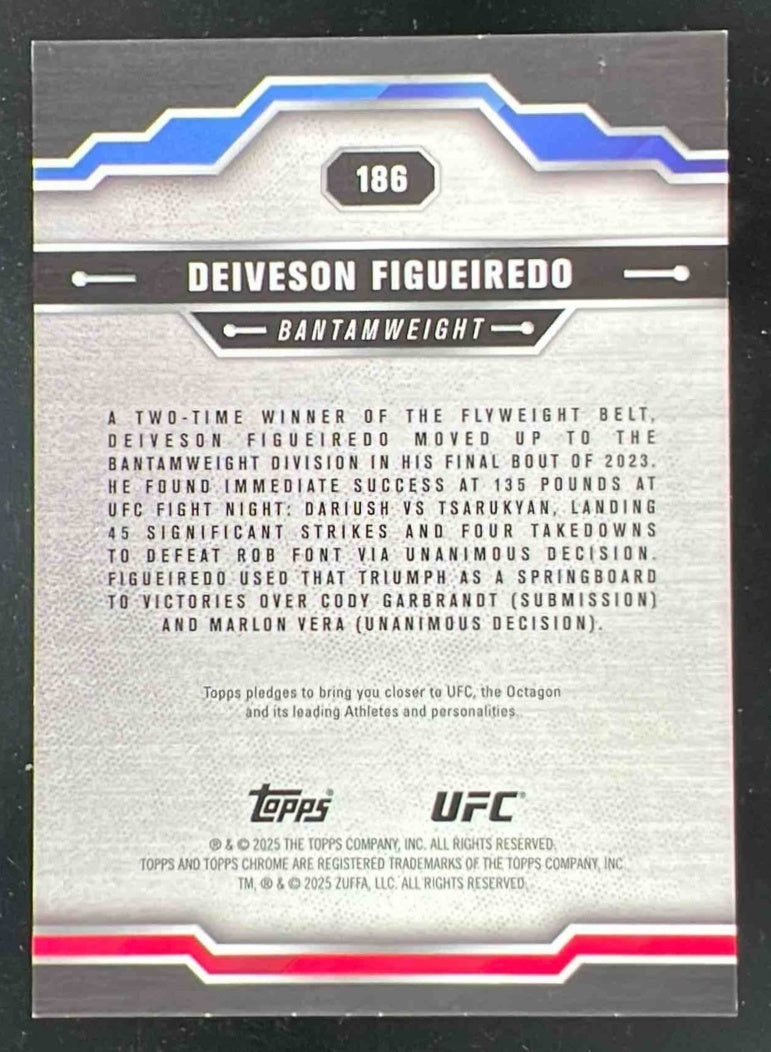 186
DEIVESON FIGUEIREDO
BANTAMWEIGHT
A TWO-TIME WINNER OF THE FLYWEIGHT BELT,
DEIVESON FIGUEIREDO MOVED UP TO THE
BANTAMWEIGHT DIVISION IN HIS FINAL BOUT OF 2023.
HE FOUND IMMEDIATE SUCCESS AT 135 POUNDS AT
UFC FIGHT NIGHT: DARIUSH VS TSARUKYAN, LANDING
45 SIGNIFICANT STRIKES AND FOUR TAKEDOWNS
TO DEFEAT ROB FONT VIA UNANIMOUS DECISION.
FIGUEIREDO USED THAT TRIUMPH AS A SPRINGBOARD
TO VICTORIES OVER CODY GARBRANDT (SUBMISSION)
AND MARLON VERA (UNANIMOUS DECISION).
Topps pledges to bring you closer to UFC, the Octagon
and its leading Athletes and personalities.
Topps® UFC®
® & © 2025 THE TOPPS COMPANY, INC. ALL RIGHTS RESERVED.
TOPPS AND TOPPS CHROME ARE REGISTERED TRADEMARKS OF THE TOPPS COMPANY, INC.
TM, ® & © 2025 ZUFFA, LLC. ALL RIGHTS RESERVED.